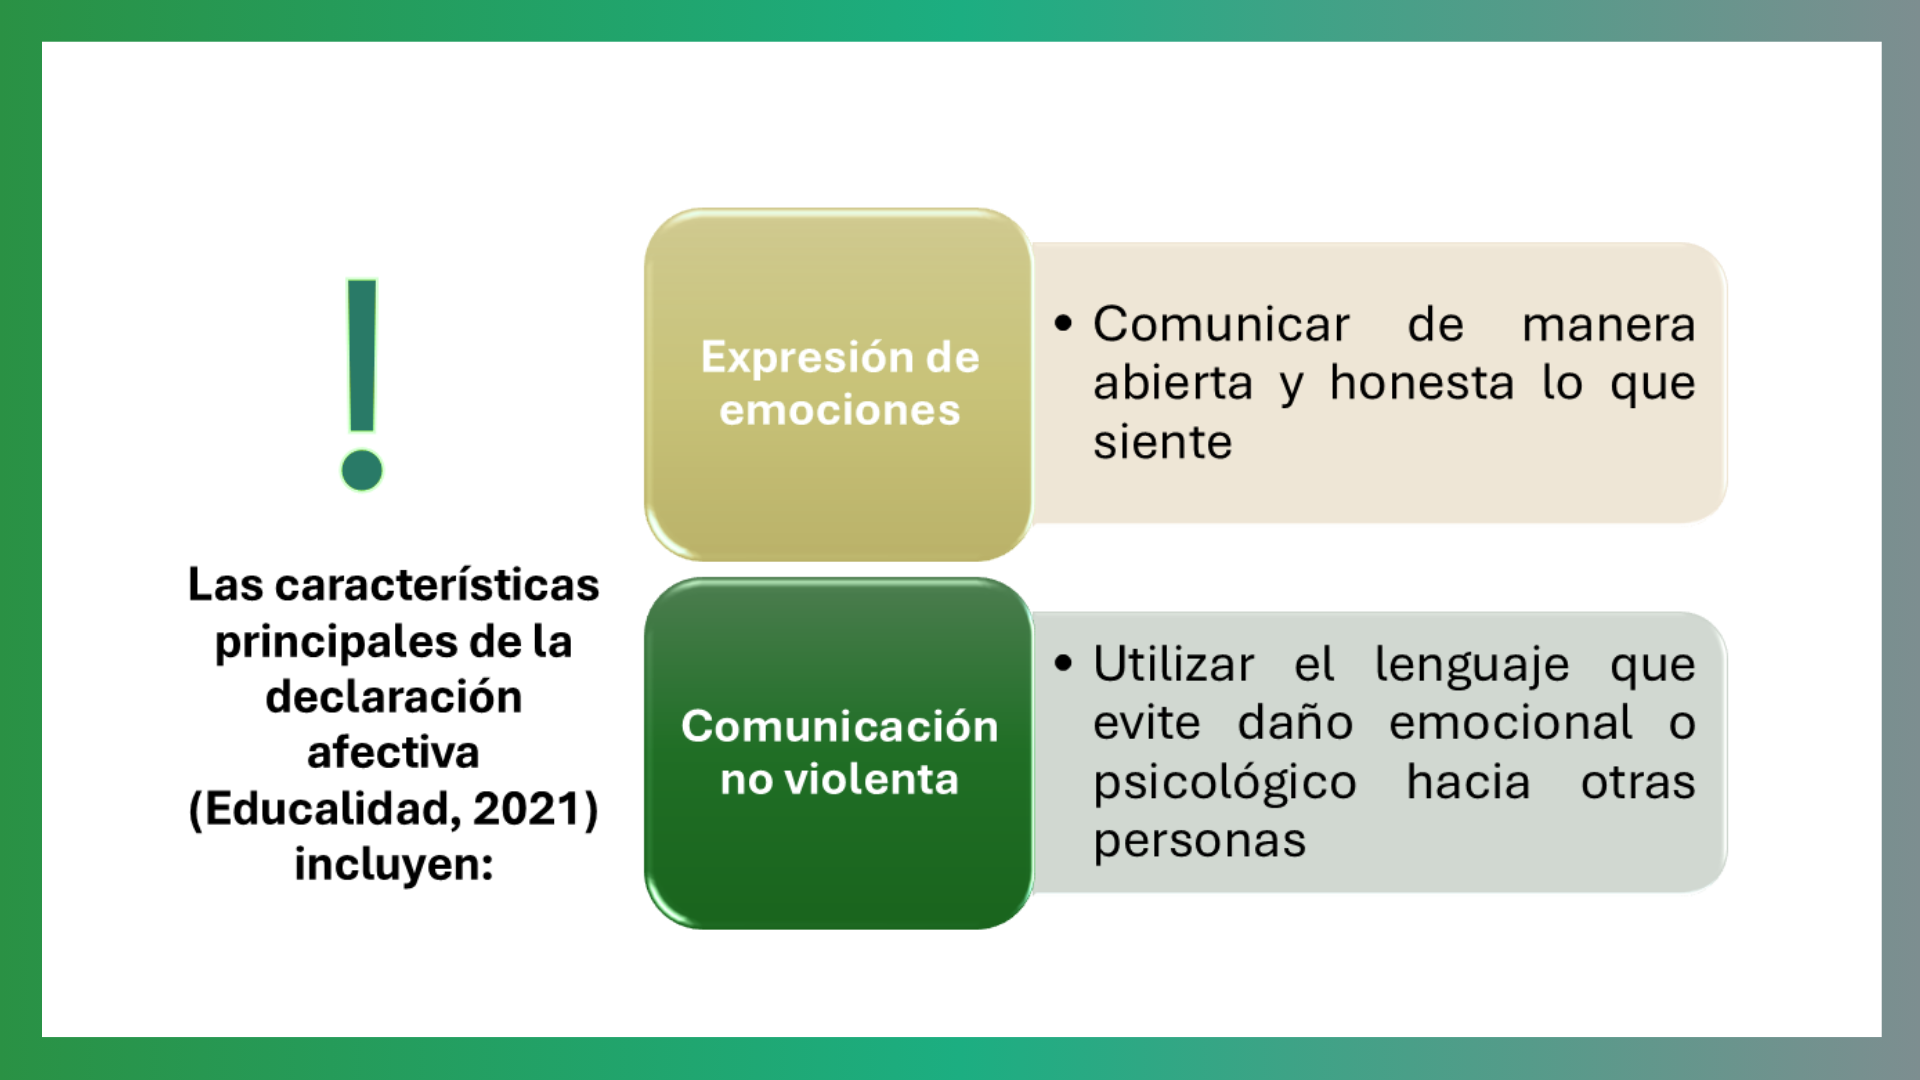 Las características
principales de la
declaración
afectiva
(Educalidad, 2021)
incluyen:
Expresión de
emociones
• Comunicar de manera
abierta y honesta lo que
siente
Comunicación
no violenta
• Utilizar el lenguaje que
evite daño emocional o
psicológico hacia otras
personas